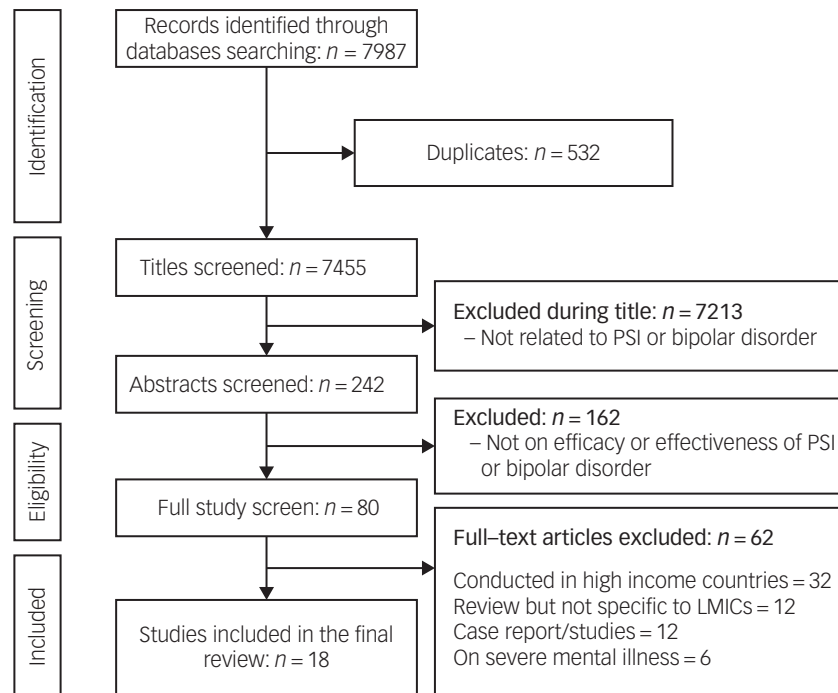 Identification
Records identified through
databases searching: n = 7987
Duplicates: n = 532
Screening
Titles screened: n = 7455
Excluded during title: n = 7213
– Not related to PSI or bipolar disorder
Abstracts screened: n = 242
Excluded: n = 162
– Not on efficacy or effectiveness of PSI
or bipolar disorder
Eligibility
Full study screen: n = 80
Full–text articles excluded: n = 62
Conducted in high income countries = 32
Review but not specific to LMICs = 12
Case report/studies = 12
On severe mental illness = 6
Included
Studies included in the final
review: n = 18